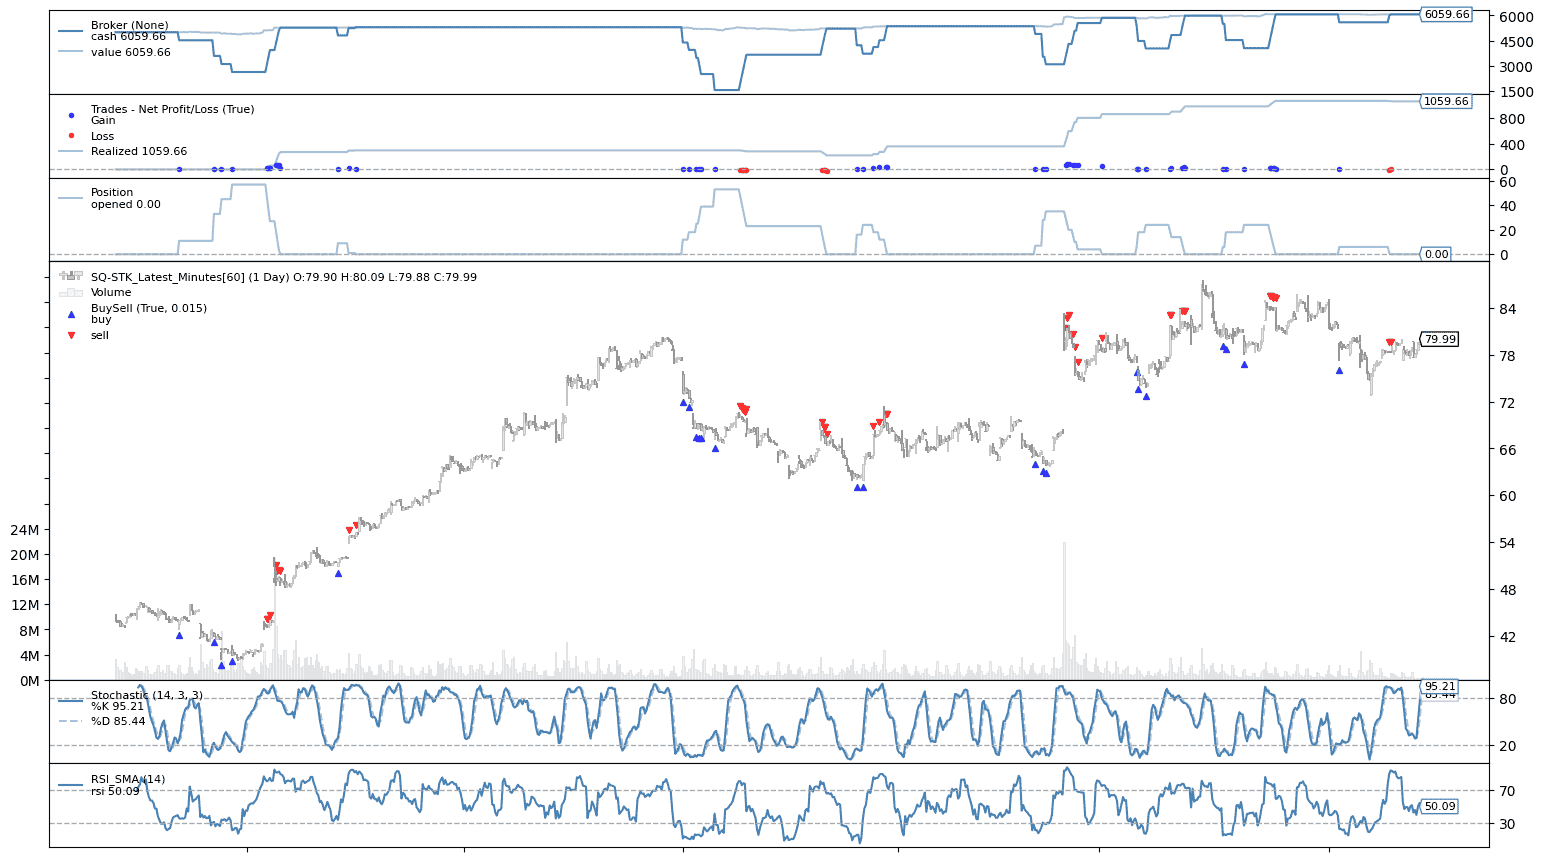 Broker (None)
cash 6059.66
value 6059.66
6059.66
6000
4500
3000
1500
Trades - Net Profit/Loss (True)
Gain
Loss
Realized 1059.66
1059.66
800
400
0
Position
opened 0.00
60
40
20
0
0.00
SQ-STK_Latest_Minutes[60] (1 Day) O:79.90 H:80.09 L:79.88 C:79.99
Volume
BuySell (True, 0.015)
buy
sell
84
79.99
78
72
66
60
54
48
42
24M
20M
16M
12M
8M
4M
0M
Stochastic (14, 3, 3)
%K 95.21
%D 85.44
95.21
85.44
80
20
RSI_SMA (14)
rsi 50.09
70
50.09
30